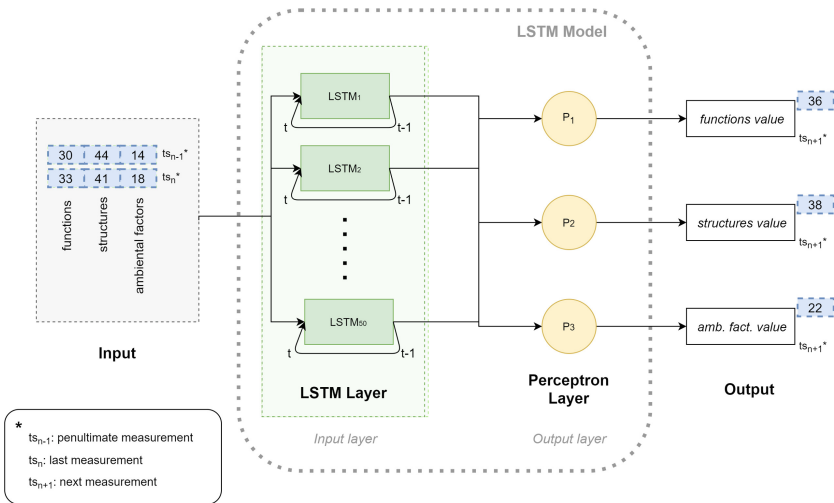 LSTM Model
LSTM1
t
t-1
P1
36
functions value
tsn+1*
30 44 14 tsn-1*
33 41 18 tsn*
functions
structures
ambiental factors
LSTM2
t
t-1
P2
38
structures value
tsn+1*
LSTM50
t
t-1
P3
22
amb. fact. value
tsn+1*
Input
LSTM Layer
Perceptron
Layer
Output
Input layer
Output layer
*
tsn-1: penultimate measurement
tsn: last measurement
tsn+1: next measurement